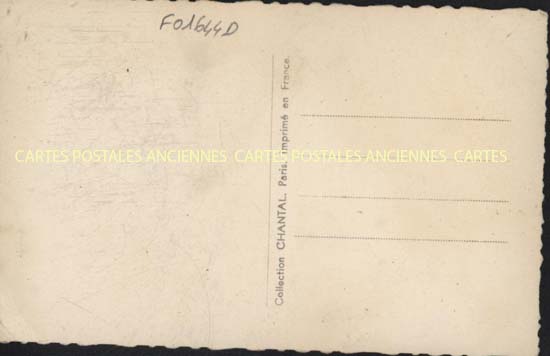 F01644D
CARTES POSTALES ANCIENNES CARTES POSTALES ANCIENNES CARTES
Collection CHANTAL. Paris. Imprimé en France.